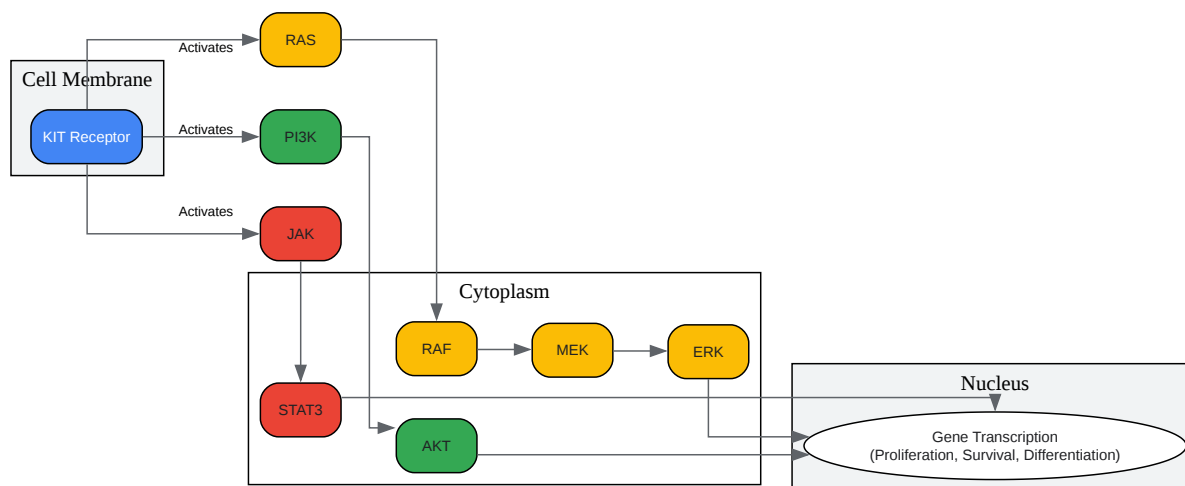 RAS
Activates
Cell Membrane
KIT Receptor
Activates
PI3K
Activates
JAK
Cytoplasm
RAF
MEK
ERK
STAT3
AKT
Nucleus
Gene Transcription
(Proliferation, Survival, Differentiation)